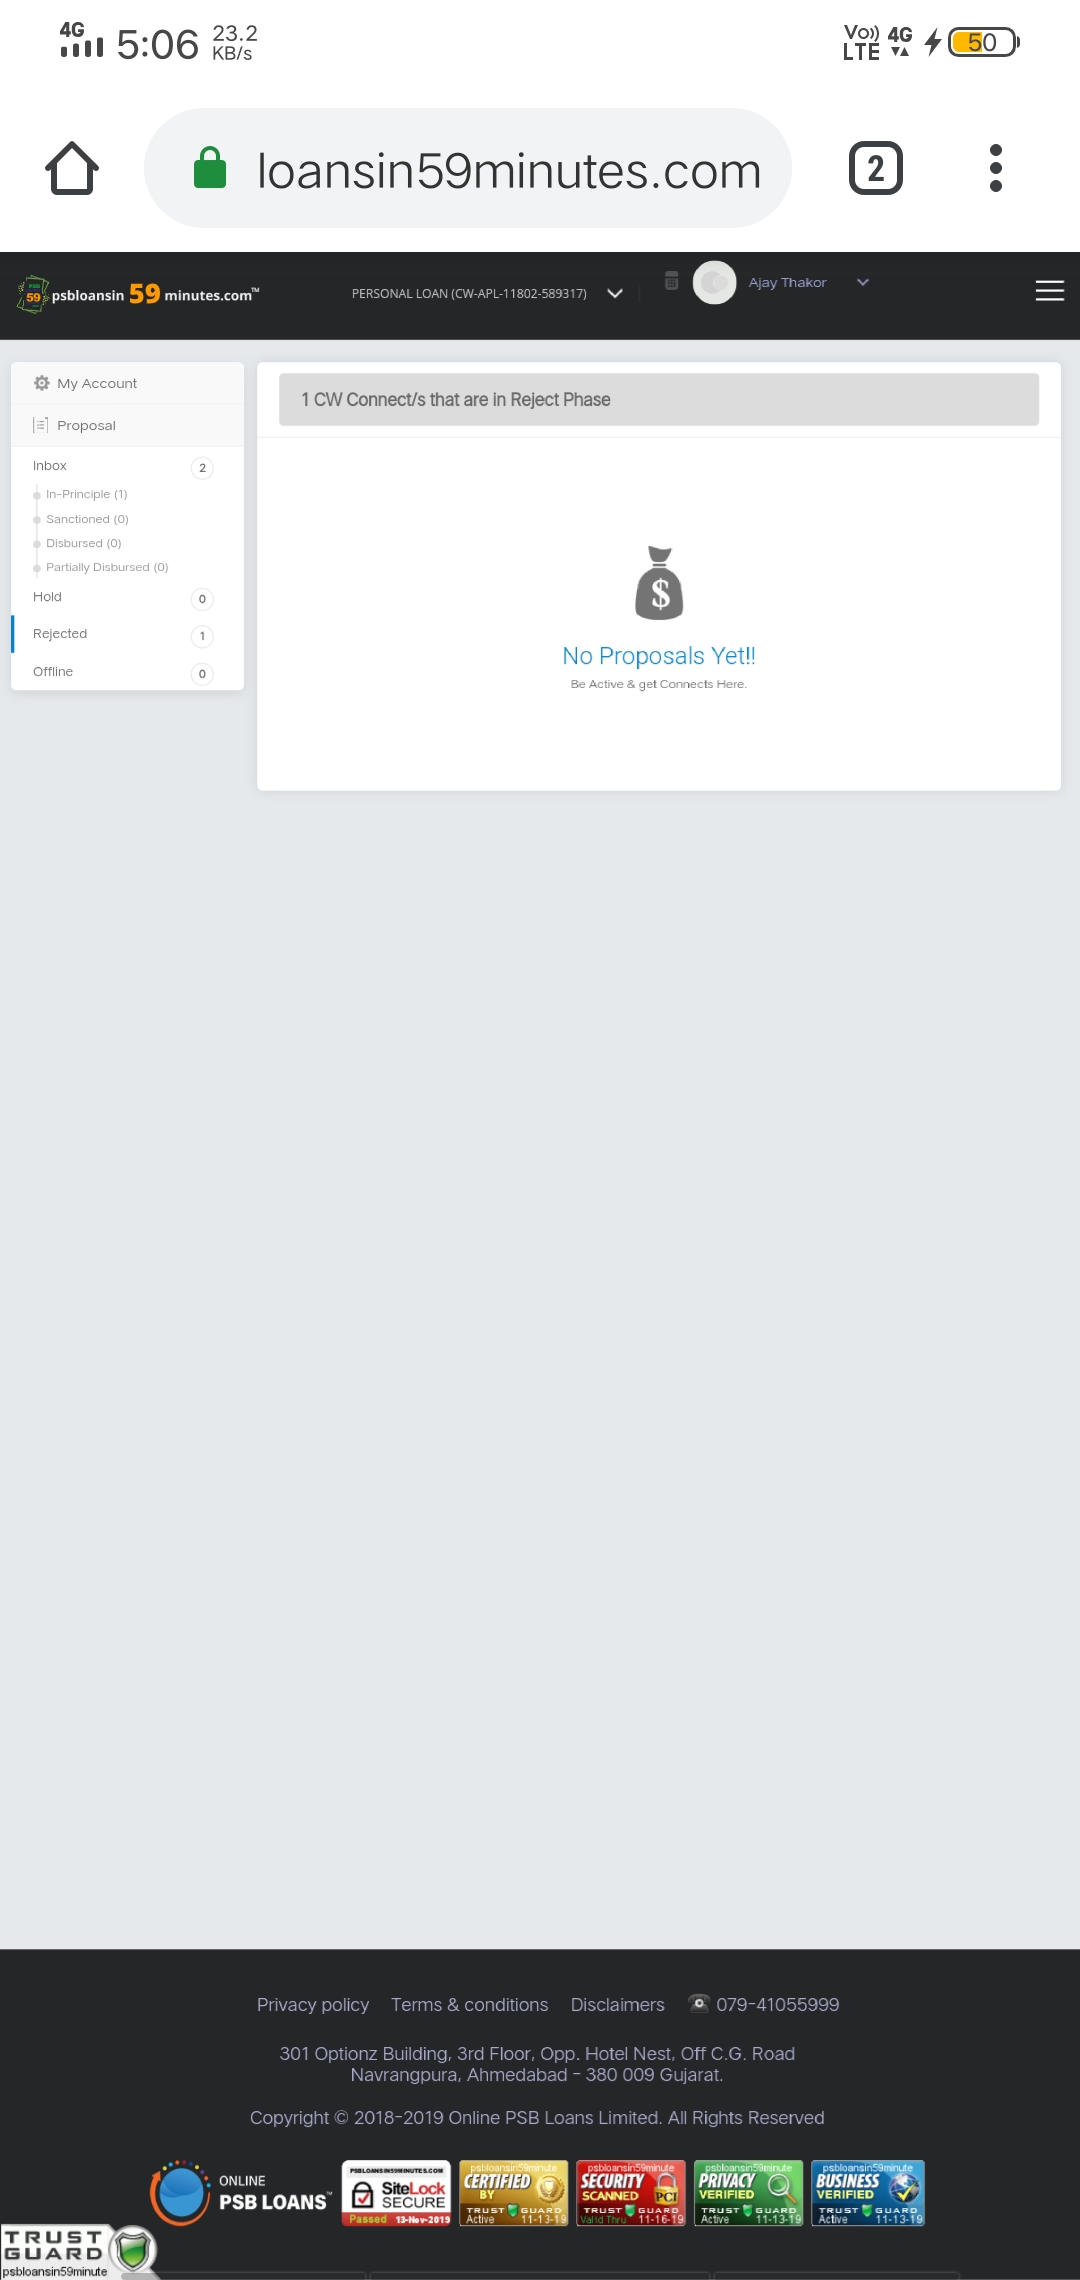 4G 5:06 23.2 KB/s Vo)) LTE 4G 50
loansin59minutes.com 2
59 psbloansin 59 minutes.com™ PERSONAL LOAN (CW-APL-11802-589317) Ajay Thakor
My Account
Proposal
Inbox 2
In-Principle (1)
Sanctioned (0)
Disbursed (0)
Partially Disbursed (0)
Hold 0
Rejected 1
Offline 0
1 CW Connect/s that are in Reject Phase
$
No Proposals Yet!!
Be Active & get Connects Here.
Privacy policy Terms & conditions Disclaimers 079-41055999
301 Optionz Building, 3rd Floor, Opp. Hotel Nest, Off C.G. Road
Navrangpura, Ahmedabad - 380 009 Gujarat.
Copyright © 2018-2019 Online PSB Loans Limited. All Rights Reserved
ONLINE
PSB LOANS™
PSBLOANSIN59MINUTES.COM
SiteLock
SECURE
Passed 13-Nov-2019
psbloansin59minute
CERTIFIED
BY
TRUST GUARD
Active 11-13-19
psbloansin59minute
SECURITY
SCANNED PCI
TRUST GUARD
Valid Thru 11-16-19
psbloansin59minute
PRIVACY
VERIFIED
TRUST GUARD
Active 11-13-19
psbloansin59minute
BUSINESS
VERIFIED
TRUST GUARD
Active 11-13-19
TRUST
GUARD
psbloansin59minute